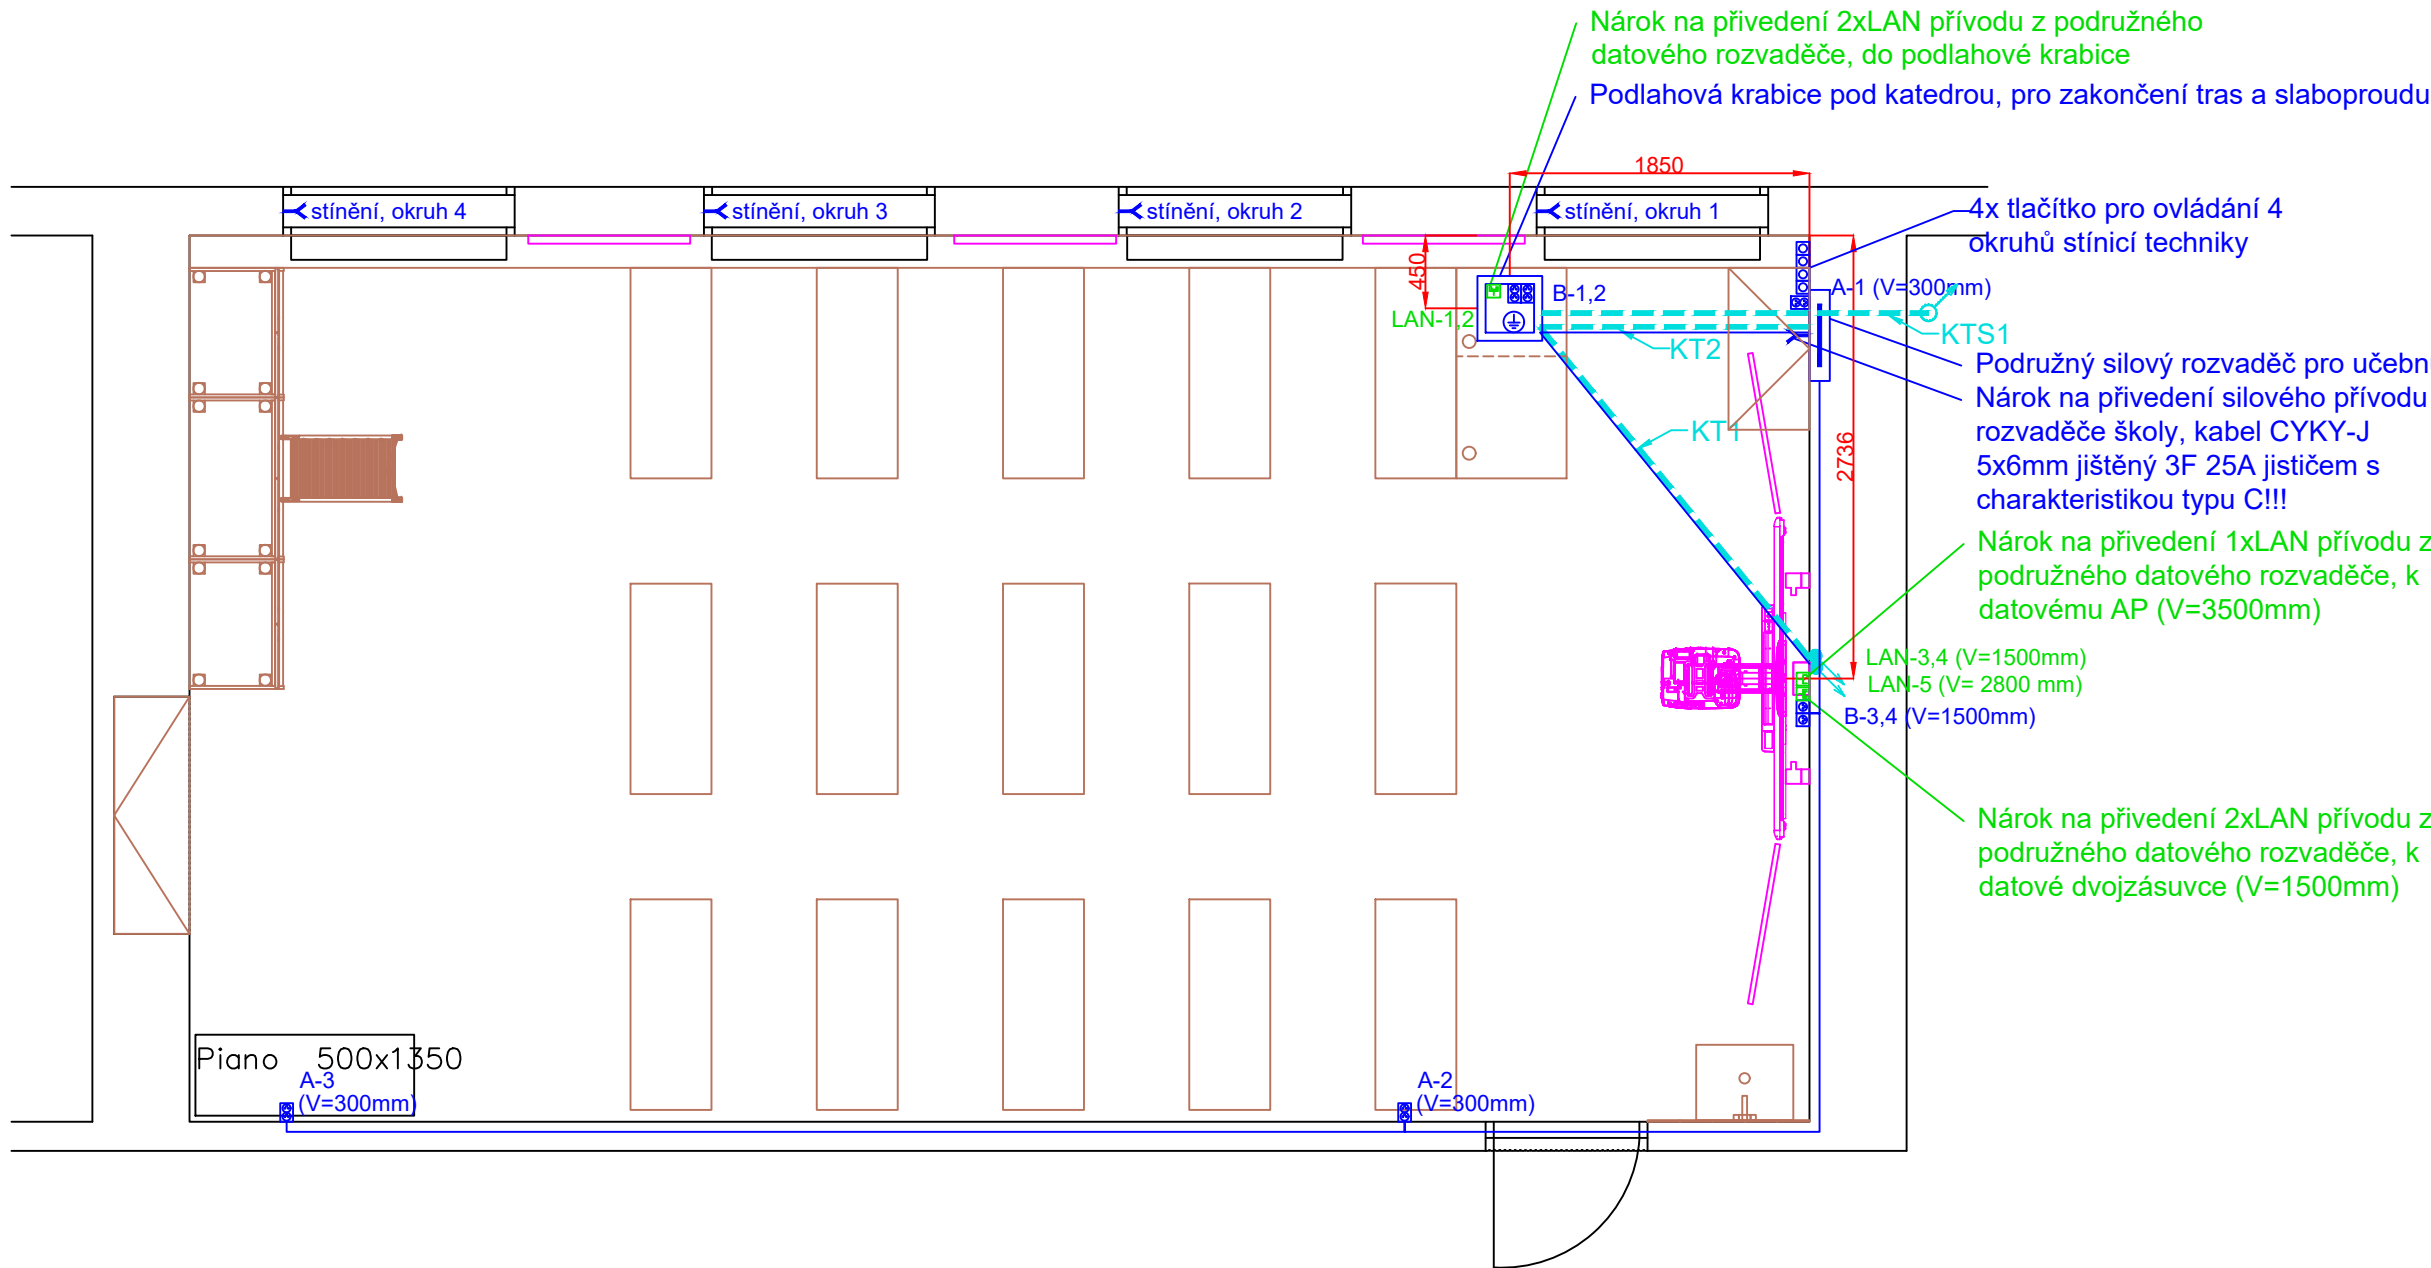 Nárok na přivedení 2xLAN přívodu z podružného
datového rozvaděče, do podlahové krabice
Podlahová krabice pod katedrou, pro zakončení tras a slaboproudu
1850
stínění, okruh 4
stínění, okruh 3
stínění, okruh 2
stínění, okruh 1
4x tlačítko pro ovládání 4
okruhů stínicí techniky
450
B-1,2
A-1 (V=300mm)
LAN-1,2
KTS1
KT2
Podružný silový rozvaděč pro učebn
Nárok na přivedení silového přívodu
rozvaděče školy, kabel CYKY-J
5x6mm jištěný 3F 25A jističem s
charakteristikou typu C!!!
KT1
2736
Nárok na přivedení 1xLAN přívodu z
podružného datového rozvaděče, k
datovému AP (V=3500mm)
LAN-3,4 (V=1500mm)
LAN-5 (V= 2800 mm)
B-3,4 (V=1500mm)
Nárok na přivedení 2xLAN přívodu z
podružného datového rozvaděče, k
datové dvojzásuvce (V=1500mm)
Piano 500x1350
A-3
(V=300mm)
A-2
(V=300mm)